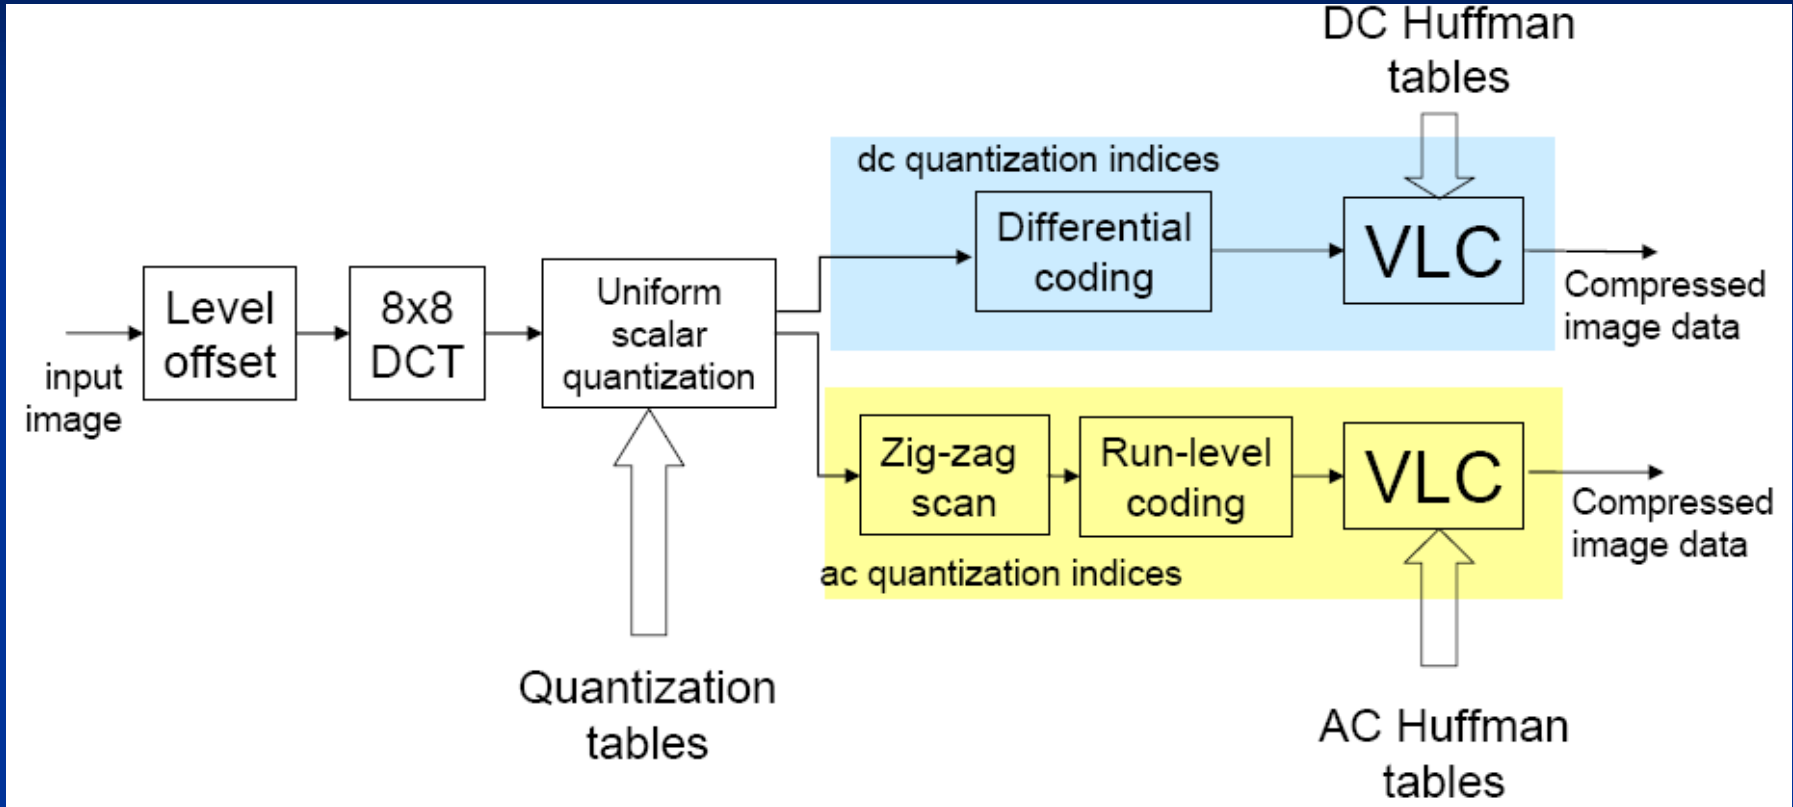 DC Huffman
tables
dc quantization indices
Differential
coding
VLC
Compressed
image data
Level
offset
8x8
DCT
Uniform
scalar
quantization
input
image
Zig-zag
scan
Run-level
coding
VLC
Compressed
image data
ac quantization indices
Quantization
tables
AC Huffman
tables